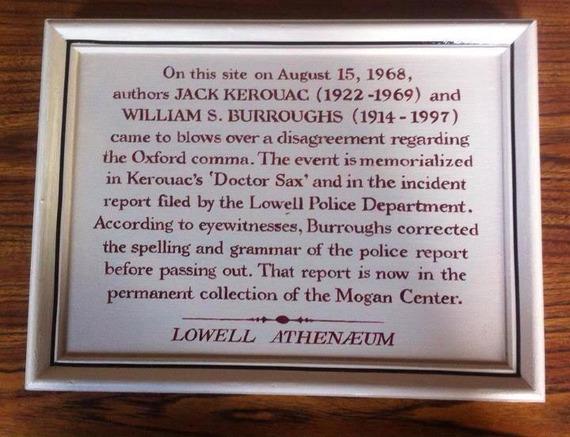 On this site on August 15, 1968,
authors JACK KEROUAC (1922-1969) and
WILLIAM S. BURROUGHS (1914-1997)
came to blows over a disagreement regarding
the Oxford comma. The event is memorialized
in Kerouac's 'Doctor Sax' and in the incident
report filed by the Lowell Police Department.
According to eyewitnesses, Burroughs corrected
the spelling and grammar of the police report
before passing out. That report is now in the
permanent collection of the Mogan Center.
LOWELL ATHENÆUM